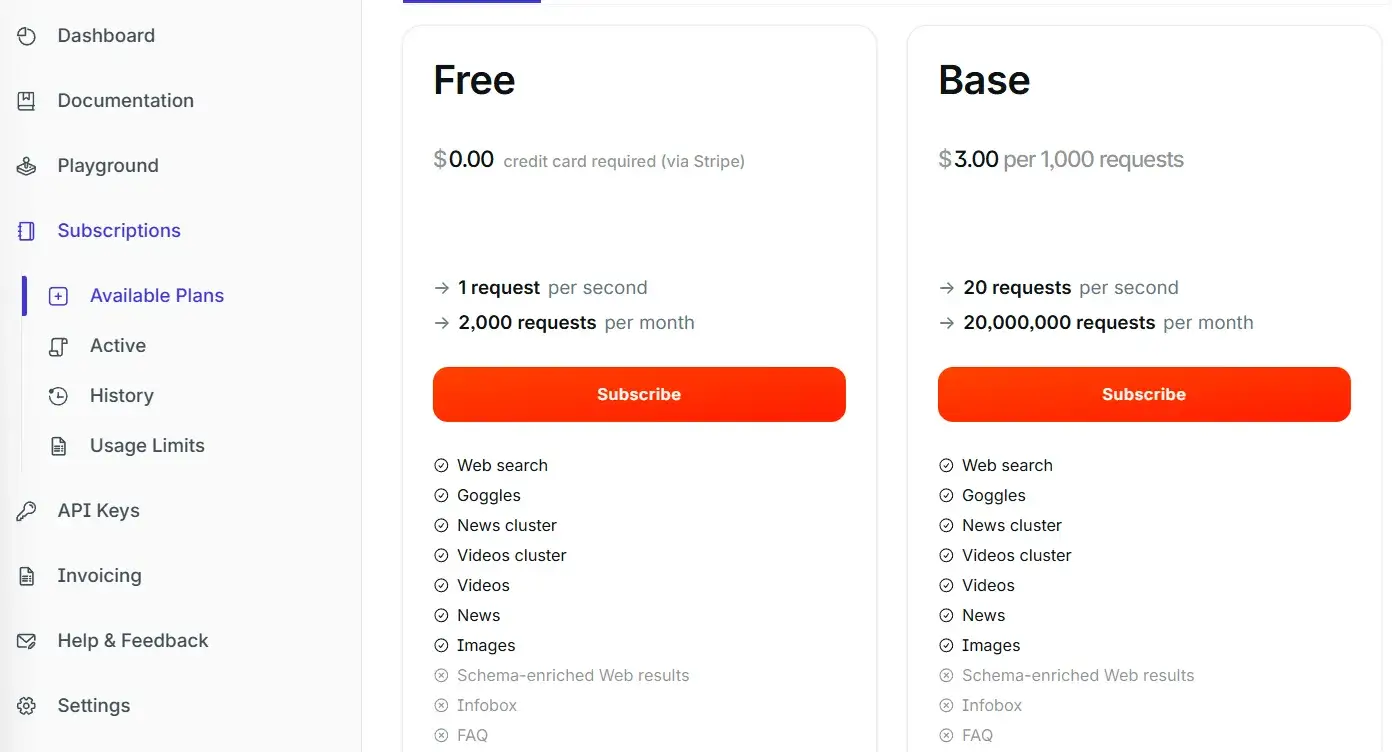 Dashboard
Documentation
Playground
Subscriptions
Available Plans
Active
History
Usage Limits
API Keys
Invoicing
Help & Feedback
Settings
Free
$0.00 credit card required (via Stripe)
→ 1 request per second
→ 2,000 requests per month
Subscribe
Web search
Goggles
News cluster
Videos cluster
Videos
News
Images
Schema-enriched Web results
Infobox
FAQ
Base
$3.00 per 1,000 requests
→ 20 requests per second
→ 20,000,000 requests per month
Subscribe
Web search
Goggles
News cluster
Videos cluster
Videos
News
Images
Schema-enriched Web results
Infobox
FAQ